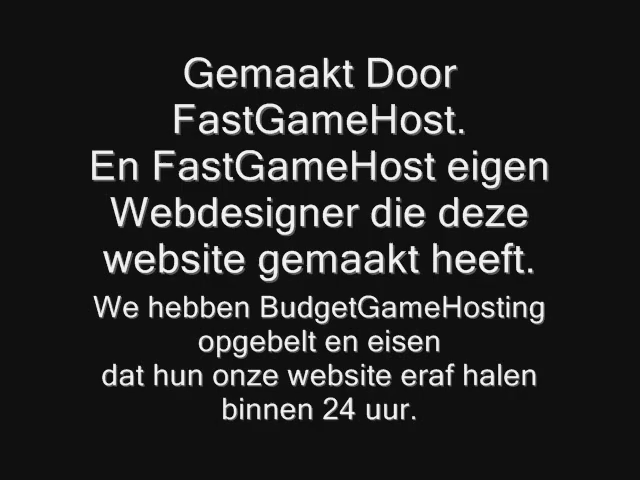 Gemaakt Door
FastGameHost.
En FastGameHost eigen
Webdesigner die deze
website gemaakt heeft.
We hebben BudgetGameHosting
opgebelt en eisen
dat hun onze website eraf halen
binnen 24 uur.